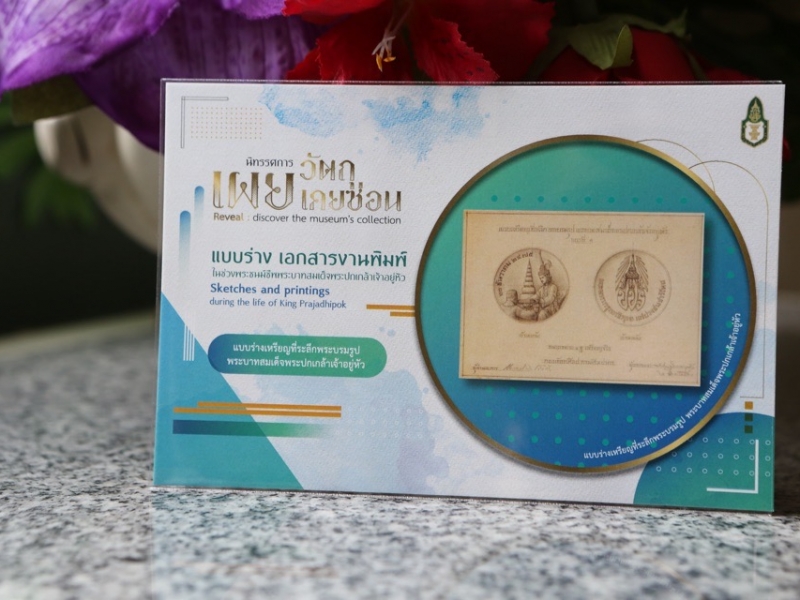 นิทรรศการ
เผย วัตถุ
เคยซ่อน
Reveal : discover the museum's collection
แบบร่าง เอกสารงานพิมพ์
ในช่วงพระชนม์ชีพพระบาทสมเด็จพระปกเกล้าเจ้าอยู่หัว
Sketches and printings
during the life of King Prajadhipok
แบบร่างเหรียญที่ระลึกพระบรมรูป
พระบาทสมเด็จพระปกเกล้าเจ้าอยู่หัว
แบบร่างเหรียญที่ระลึกพระบรมรูป พระบาทสมเด็จพระปกเกล้าเจ้าอยู่หัว